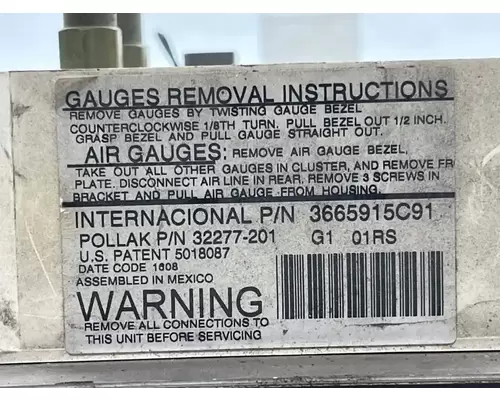 GAUGES REMOVAL INSTRUCTIONS
REMOVE GAUGES BY TWISTING GAUGE BEZEL
COUNTERCLOCKWISE 1/8TH TURN, PULL BEZEL OUT 1/2 INCH.
GRASP BEZEL AND PULL GAUGE STRAIGHT OUT.
AIR GAUGES: REMOVE AIR GAUGE BEZEL,
TAKE OUT ALL OTHER GAUGES IN CLUSTER, AND REMOVE FR
PLATE. DISCONNECT AIR LINE IN REAR. REMOVE 3 SCREWS IN
BRACKET AND PULL AIR GAUGE FROM HOUSING.
INTERNACIONAL P/N 3665915C91
POLLAK P/N 32277-201 G1 01RS
U.S. PATENT 5018087
DATE CODE 1608
ASSEMBLED IN MEXICO
WARNING
REMOVE ALL CONNECTIONS TO
THIS UNIT BEFORE SERVICING